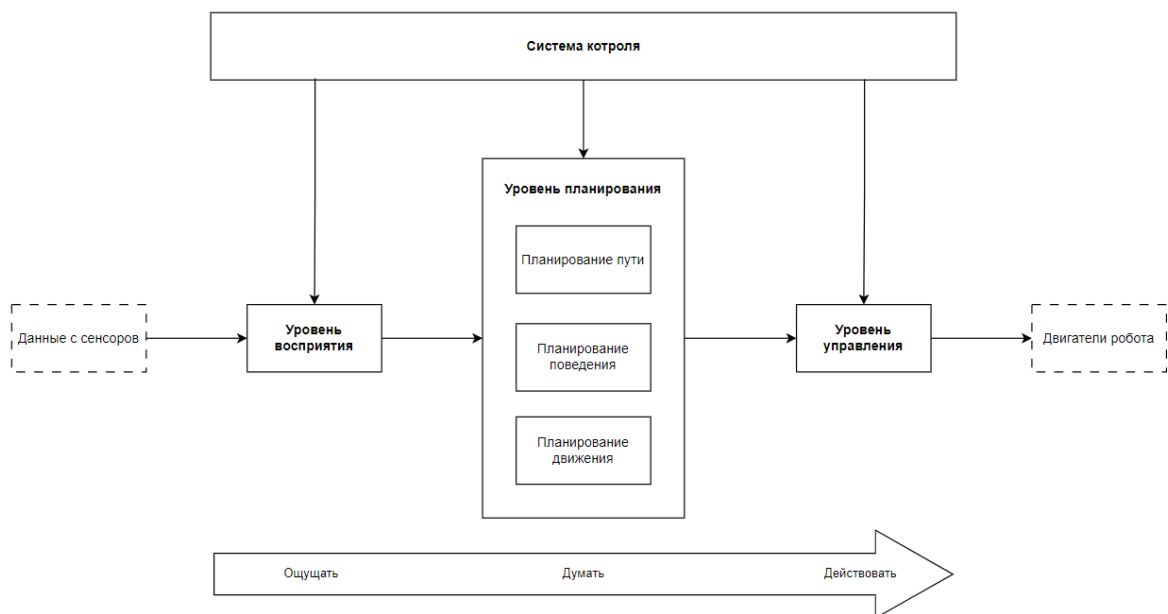 Система котроля
Уровень планирования
Планирование пути
Данные с сенсоров
Уровень
восприятия
Планирование
поведения
Уровень
управления
Двигатели робота
Планирование
движения
Ощущать
Думать
Действовать